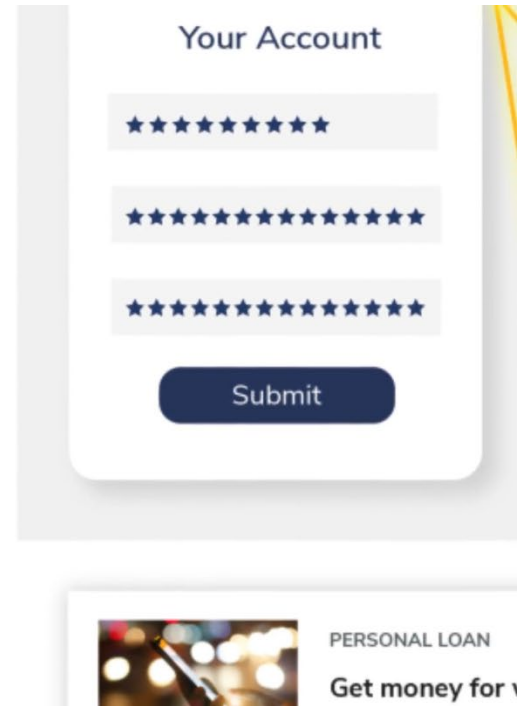 Your Account
★★★★★★★★★
★★★★★★★★★★★★★★
★★★★★★★★★★★★★★
Submit
PERSONAL LOAN
Get money for